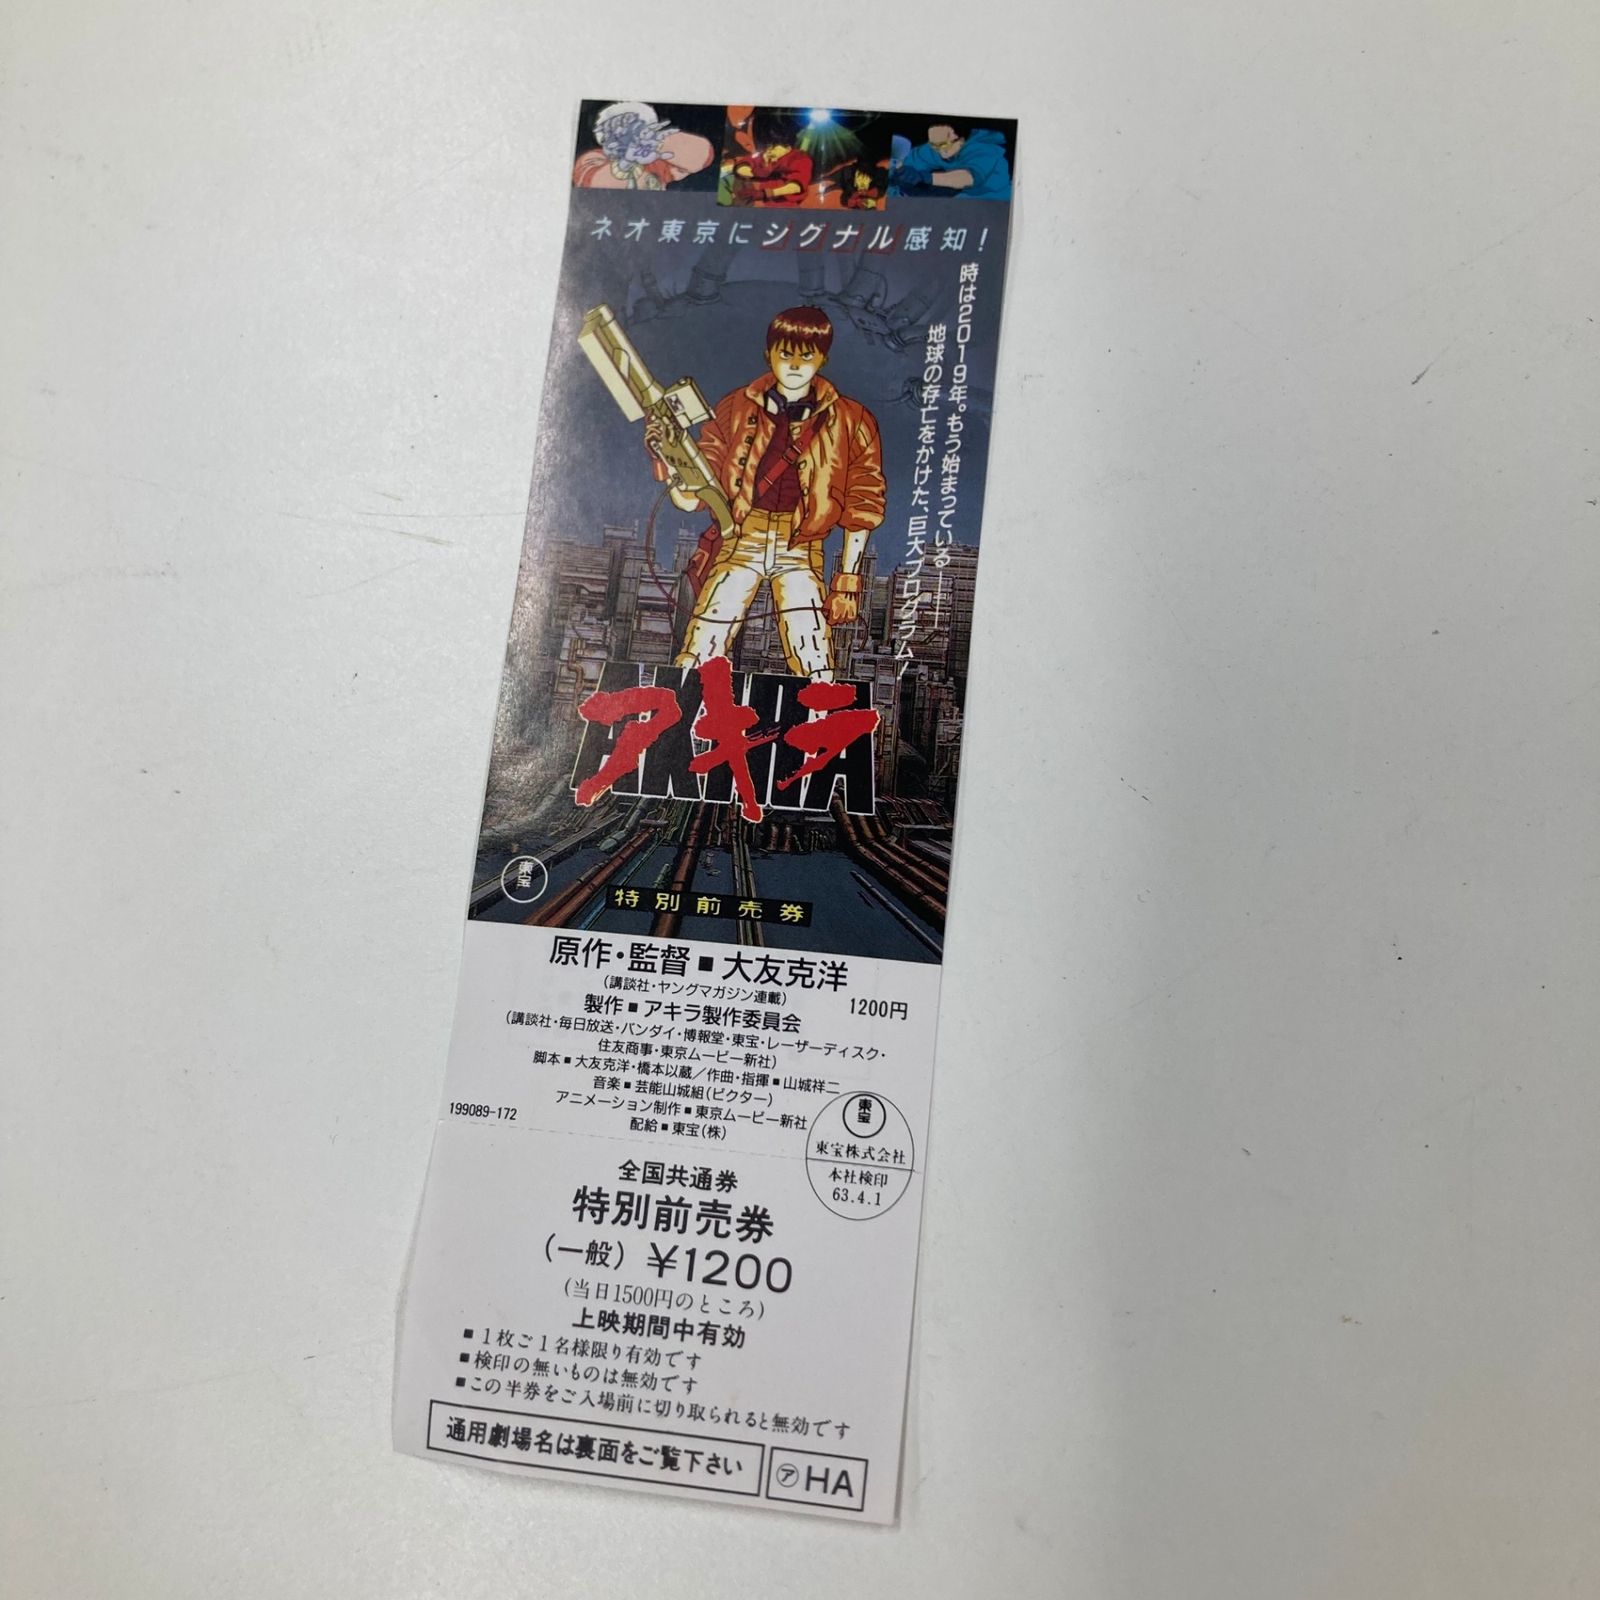 ネオ東京にシグナル感知!
時は2019年。もう始まっている——
地球の存亡をかけた、巨大プログラム!
AKIRA
アキラ
東宝
特別前売券
原作・監督■大友克洋
(講談社・ヤングマガジン連載)
1200円
製作■アキラ製作委員会
(講談社・毎日放送・バンダイ・博報堂・東宝・レーザーディスク・
住友商事・東京ムービー新社)
脚本■大友克洋・橋本以蔵/作曲・指揮■山城祥二
音楽■芸能山城組(ビクター)
アニメーション制作■東京ムービー新社
配給■東宝(株)
199089-172
東宝
東宝株式会社
本社検印
63.4.1
全国共通券
特別前売券
(一般) ¥1200
(当日1500円のところ)
上映期間中有効
■1枚ご1名様限り有効です
■検印の無いものは無効です
■この半券をご入場前に切り取られると無効です
通用劇場名は裏面をご覧下さい
㋐HA